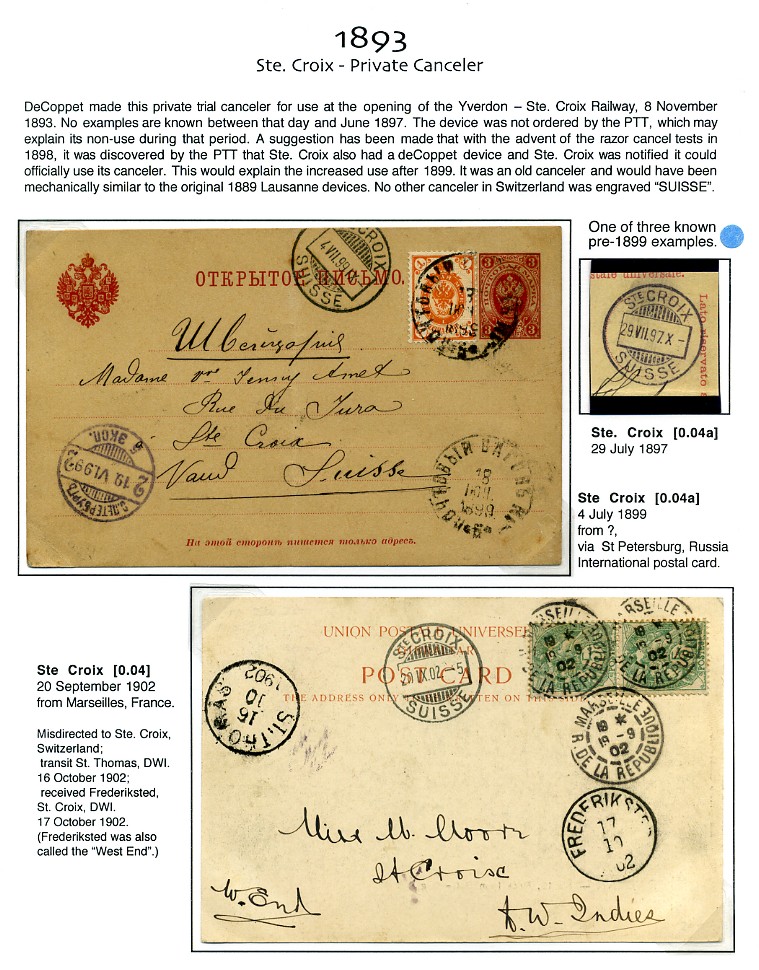 1893
Ste. Croix - Private Canceler
DeCoppet made this private trial canceler for use at the opening of the Yverdon – Ste. Croix Railway, 8 November
1893. No examples are known between that day and June 1897. The device was not ordered by the PTT, which may
explain its non-use during that period. A suggestion has been made that with the advent of the razor cancel tests in
1898, it was discovered by the PTT that Ste. Croix also had a deCoppet device and Ste. Croix was notified it could
officially use its canceler. This would explain the increased use after 1899. It was an old canceler and would have been
mechanically similar to the original 1889 Lausanne devices. No other canceler in Switzerland was engraved “SUISSE”.
One of three known
pre-1899 examples.
STE CROIX
4 VII.99
SUISSE
ОТКРЫТОЕ ПИСЬМО.
3 3
Швейцарія
Madame
Jenny Amet
Rue du Jura
Ste Croix
Vaud Suisse
С.ПЕТЕРБУРГЪ
19 VI.99
2 2
ЭКСП.
ПОЧТОВЫЙ ВАГОНЪ
18
1899
На этой сторонѣ пишется только адресъ.
stale universale.
Lato riservato
STE CROIX
29 VII.97.X -
SUISSE
Ste. Croix [0.04a]
29 July 1897
Ste Croix [0.04a]
4 July 1899
from ?,
via St Petersburg, Russia
International postal card.
Ste Croix [0.04]
20 September 1902
from Marseilles, France.
Misdirected to Ste. Croix,
Switzerland;
transit St. Thomas, DWI.
16 October 1902;
received Frederiksted,
St. Croix, DWI.
17 October 1902.
(Frederiksted was also
called the “West End”.)
UNION POSTALE UNIVERSE
POST CARD
THE ADDRESS ONLY
TEN ON THE
STE CROIX
20.IX.02.–5
SUISSE
ST. THOMAS
16
10
1902
MARSEILLE
MARSEILLE
MARSEILLE
18 - 9
02
R. DE LA REPUBLIQUE
FREDERIKSTED
17
10
02
Miss M. Moore
St Croix
W. End
D. W. Indies